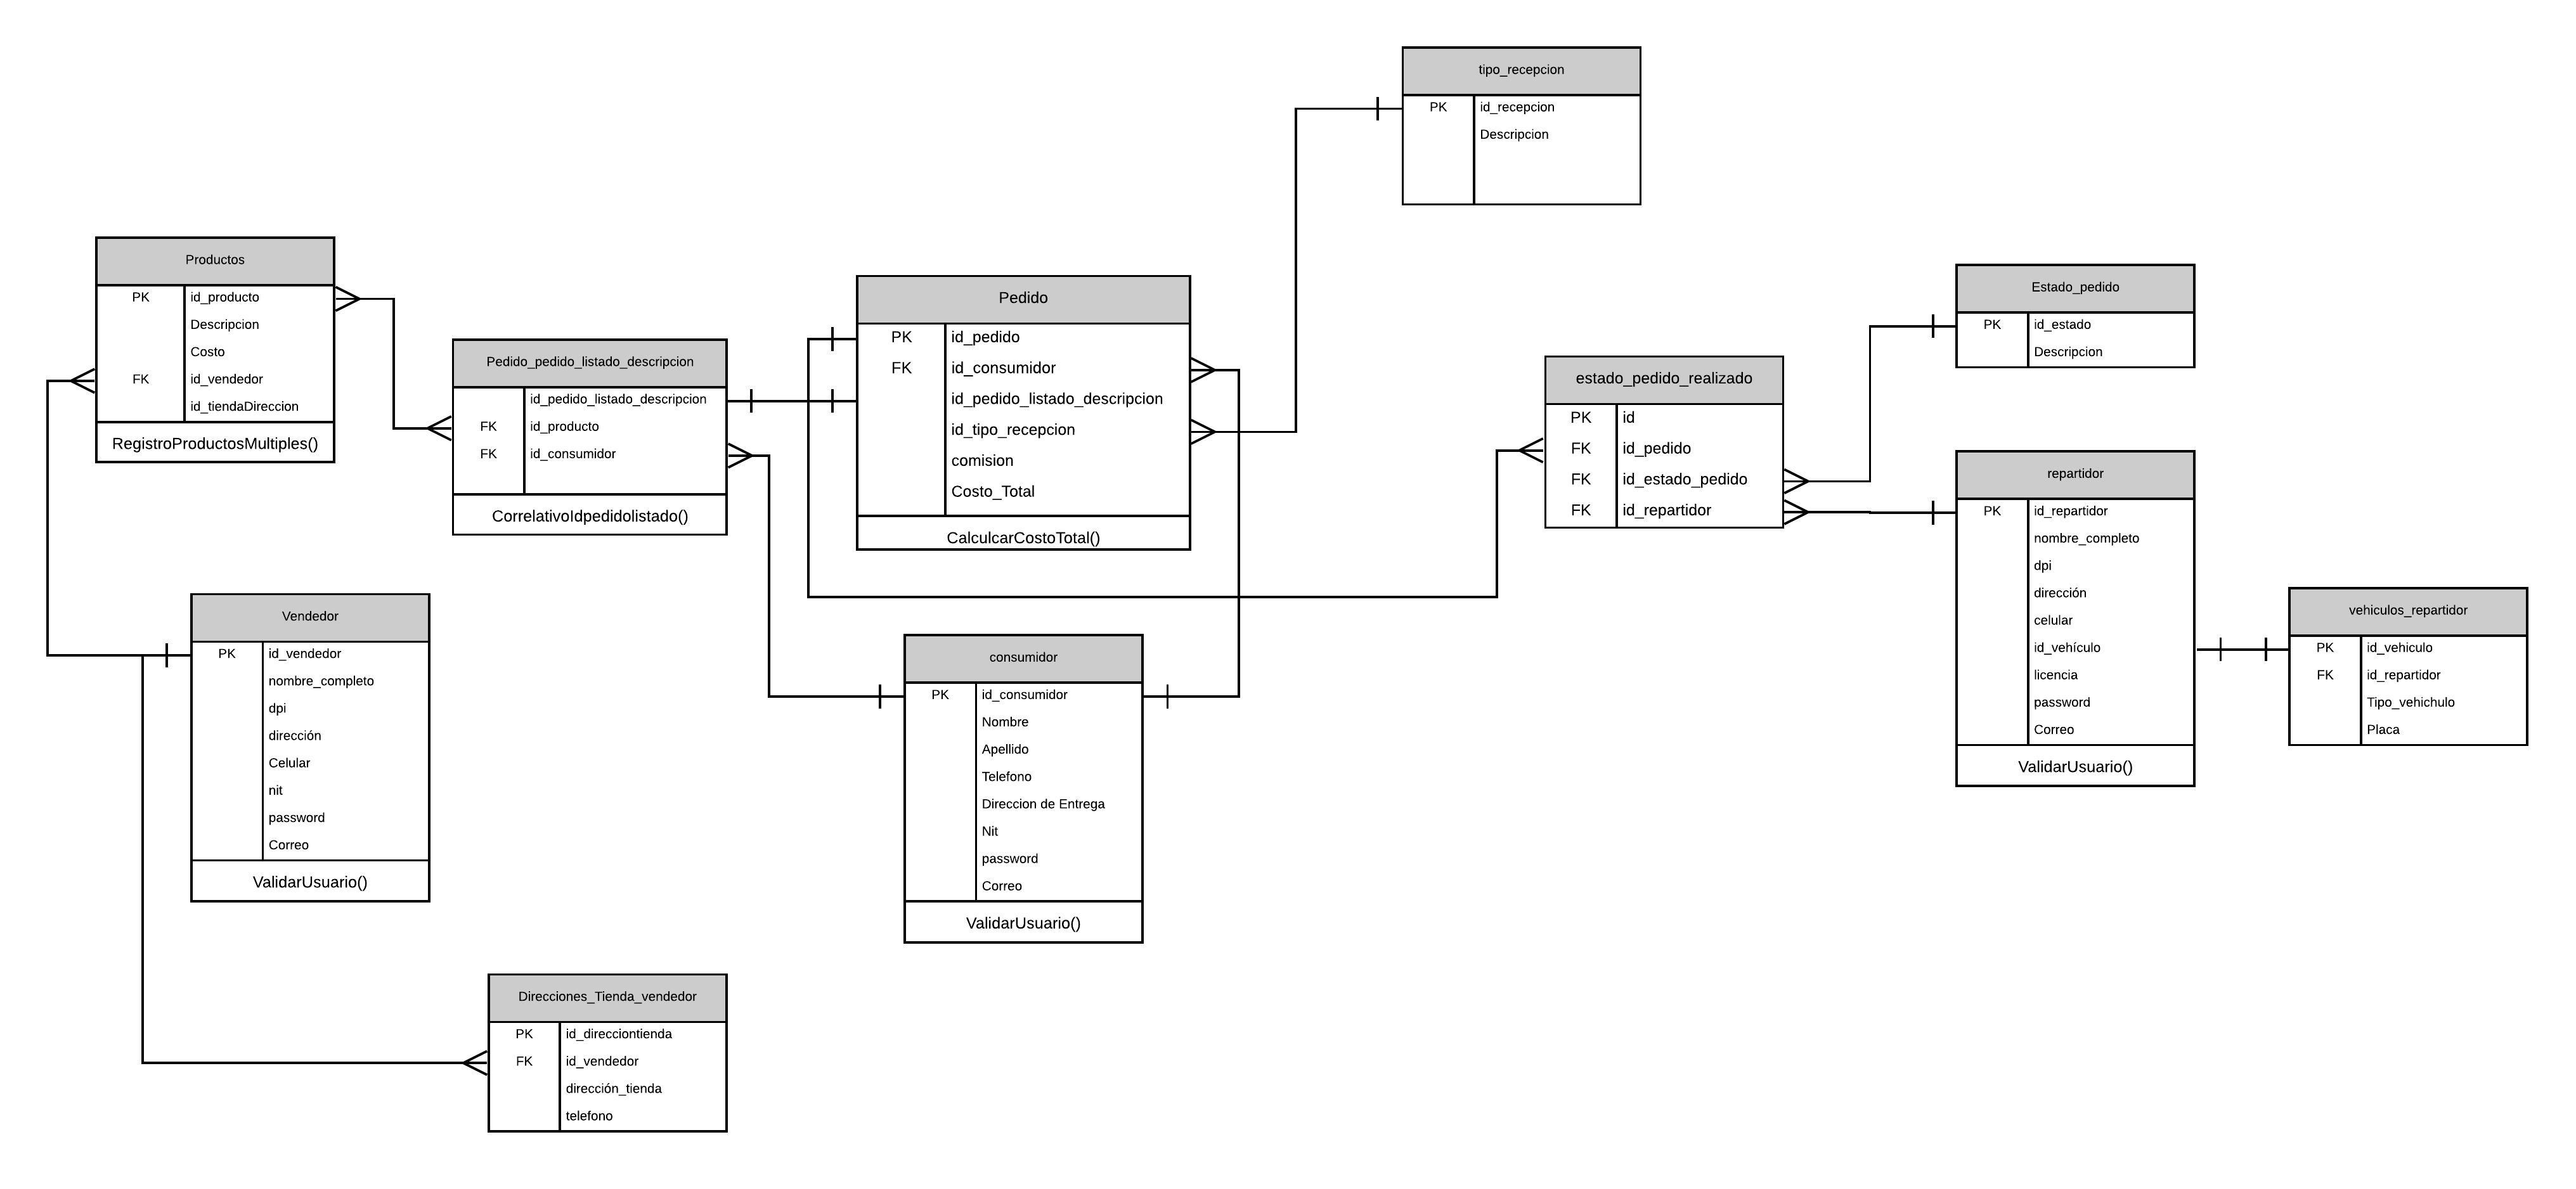 tipo_recepcion
PK id_recepcion
Descripcion
Productos
PK id_producto
Descripcion
Costo
FK id_vendedor
id_tiendaDireccion
RegistroProductosMultiples()
Pedido_pedido_listado_descripcion
id_pedido_listado_descripcion
FK id_producto
FK id_consumidor
CorrelativoIdpedidolistado()
Pedido
PK id_pedido
FK id_consumidor
id_pedido_listado_descripcion
id_tipo_recepcion
comision
Costo_Total
CalculcarCostoTotal()
estado_pedido_realizado
PK id
FK id_pedido
FK id_estado_pedido
FK id_repartidor
Estado_pedido
PK id_estado
Descripcion
repartidor
PK id_repartidor
nombre_completo
dpi
dirección
celular
id_vehículo
licencia
password
Correo
ValidarUsuario()
vehiculos_repartidor
PK id_vehiculo
FK id_repartidor
Tipo_vehichulo
Placa
Vendedor
PK id_vendedor
nombre_completo
dpi
dirección
Celular
nit
password
Correo
ValidarUsuario()
consumidor
PK id_consumidor
Nombre
Apellido
Telefono
Direccion de Entrega
Nit
password
Correo
ValidarUsuario()
Direcciones_Tienda_vendedor
PK id_direcciontienda
FK id_vendedor
dirección_tienda
telefono